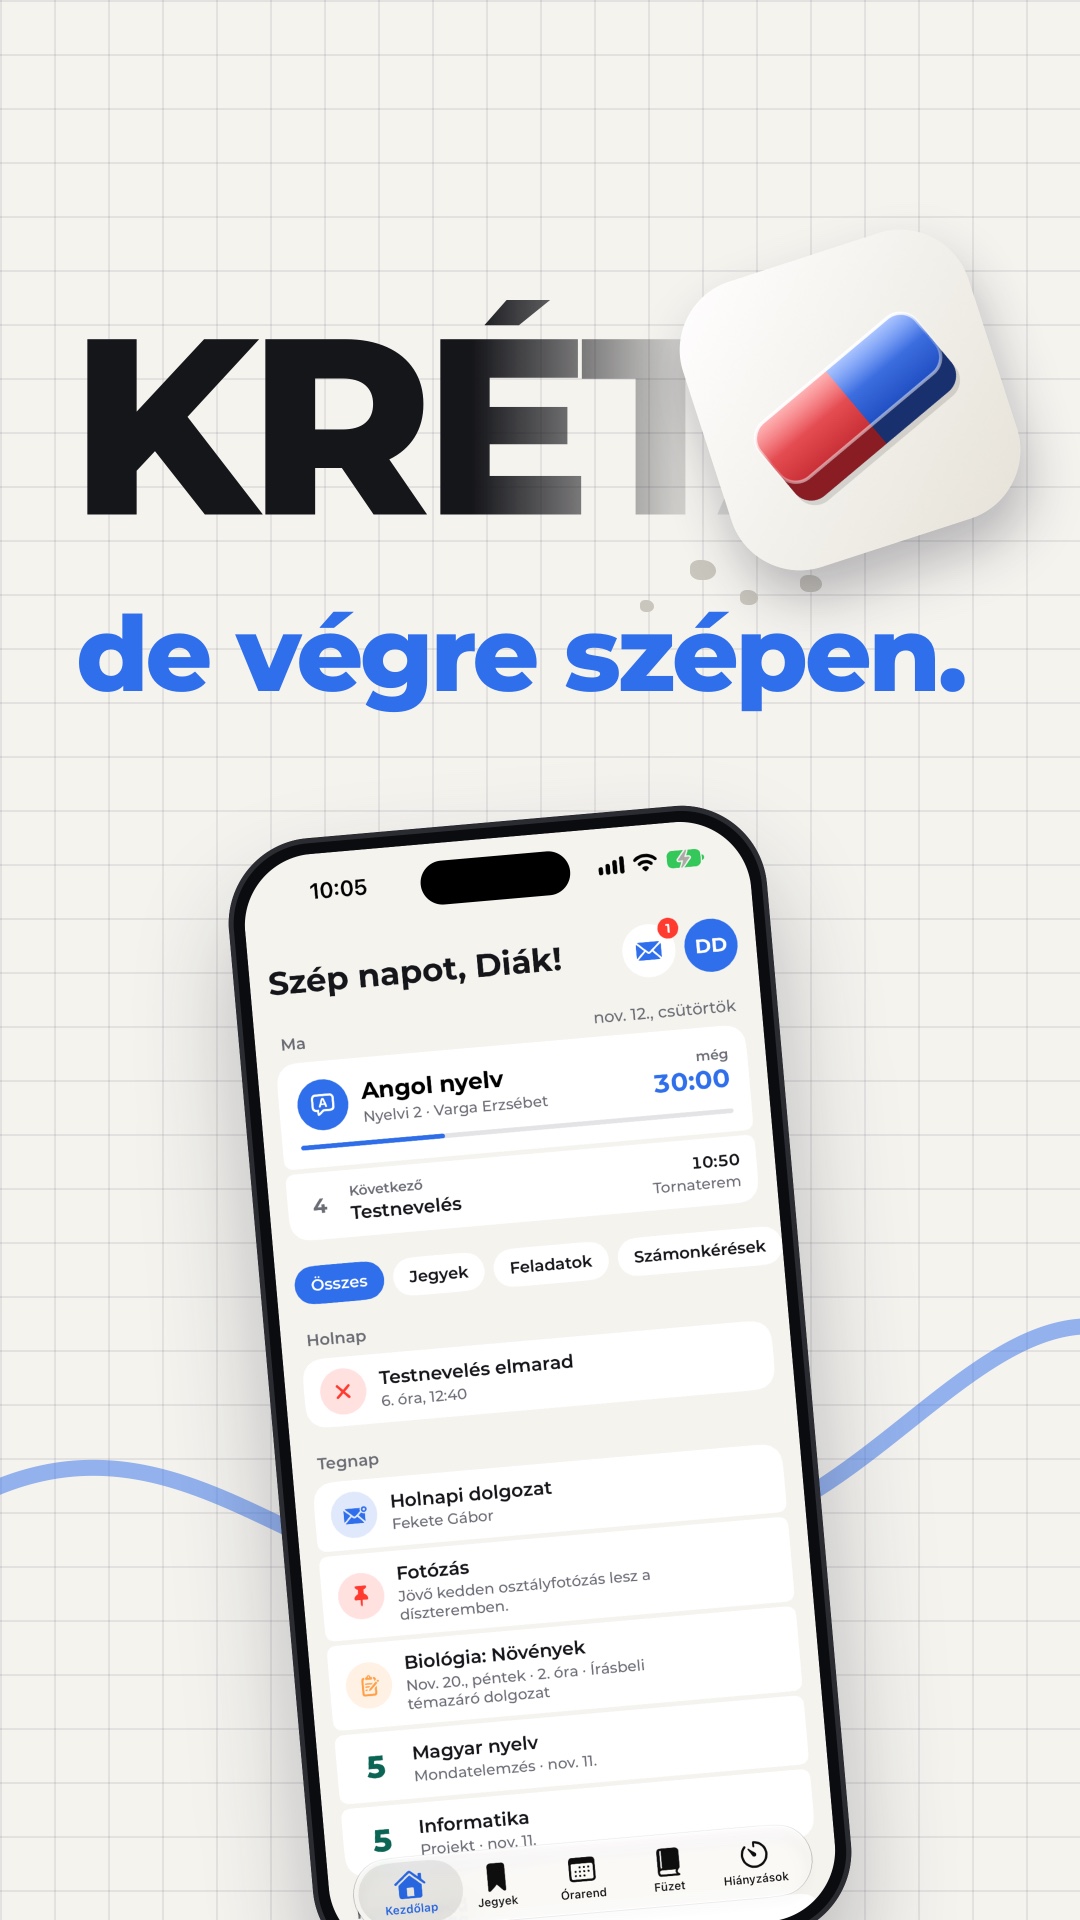 KRÉT
de végre szépen.
10:05
Szép napot, Diák!
1
DD
Ma
nov. 12., csütörtök
Angol nyelv
Nyelvi 2 · Varga Erzsébet
még
30:00
4
Következő
Testnevelés
10:50
Tornaterem
Összes
Jegyek
Feladatok
Számonkérések
Holnap
Testnevelés elmarad
6. óra, 12:40
Tegnap
Holnapi dolgozat
Fekete Gábor
Fotózás
Jövő kedden osztályfotózás lesz a
díszteremben.
Biológia: Növények
Nov. 20., péntek · 2. óra · Írásbeli
témazáró dolgozat
5
Magyar nyelv
Mondatelemzés · nov. 11.
5
Informatika
Projekt · nov. 11.
Kezdőlap
Jegyek
Órarend
Füzet
Hiányzások